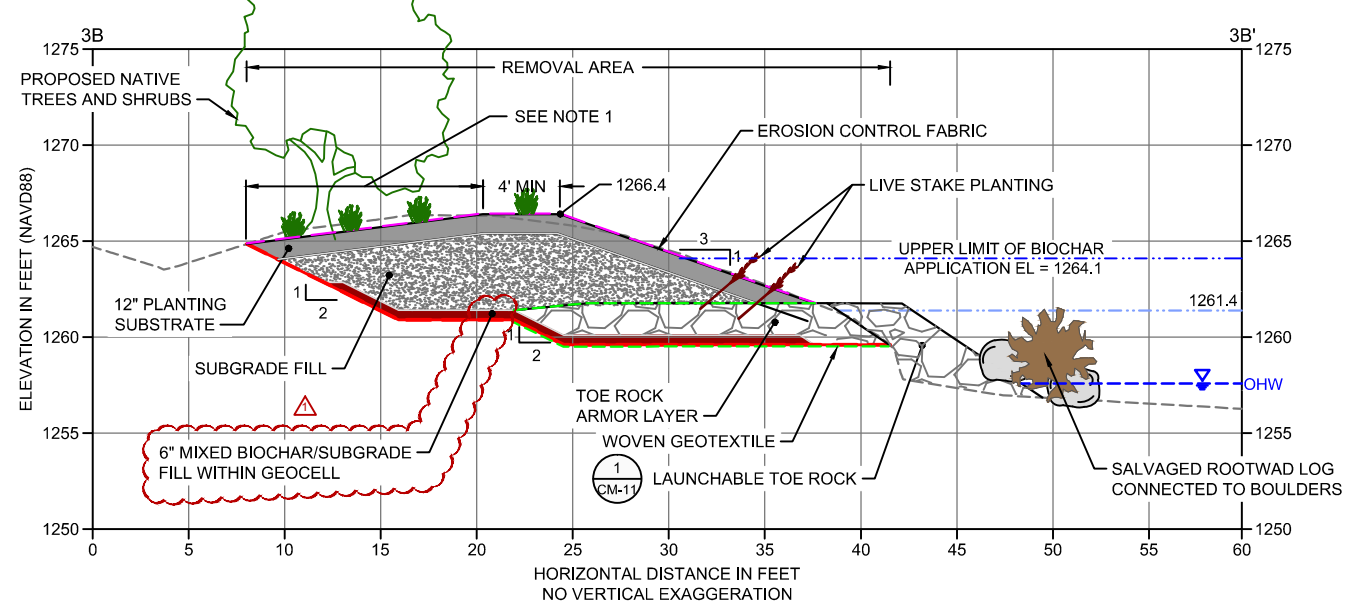 3B
3B'
1275
1275
REMOVAL AREA
PROPOSED NATIVE
TREES AND SHRUBS
SEE NOTE 1
EROSION CONTROL FABRIC
1270
1270
4' MIN
1266.4
LIVE STAKE PLANTING
ELEVATION IN FEET (NAVD88)
1265
1265
3
1
UPPER LIMIT OF BIOCHAR
APPLICATION EL = 1264.1
12" PLANTING
SUBSTRATE
1
2
1261.4
1260
1260
1
2
SUBGRADE FILL
OHW
TOE ROCK
ARMOR LAYER
1
1255
1255
WOVEN GEOTEXTILE
6" MIXED BIOCHAR/SUBGRADE
FILL WITHIN GEOCELL
1
CM-11
LAUNCHABLE TOE ROCK
SALVAGED ROOTWAD LOG
CONNECTED TO BOULDERS
1250
1250
0 5 10 15 20 25 30 35 40 45 50 55 60
HORIZONTAL DISTANCE IN FEET
NO VERTICAL EXAGGERATION